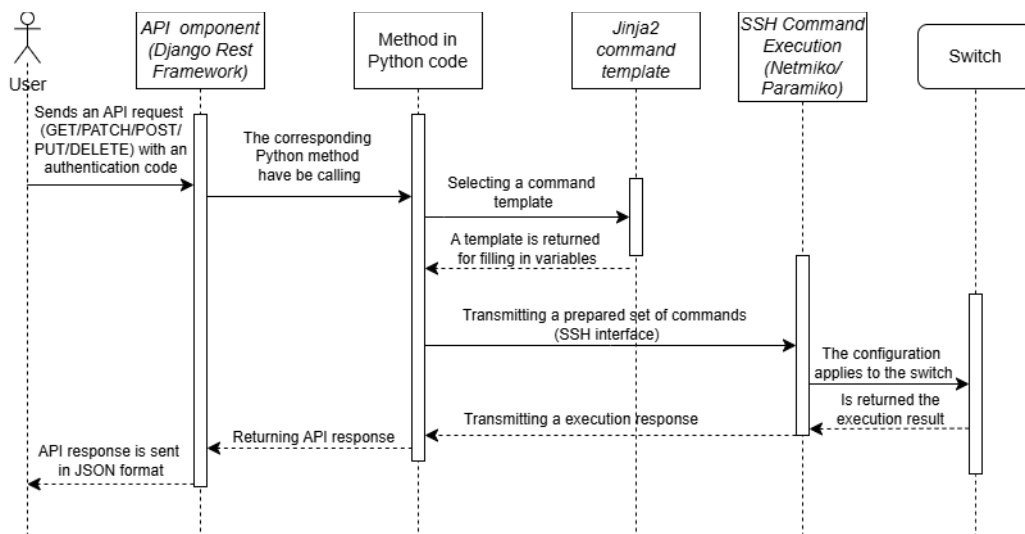 User
API omponent
(Django Rest
Framework)
Method in
Python code
Jinja2
command
template
SSH Command
Execution
(Netmiko/
Paramiko)
Switch
Sends an API request
(GET/PATCH/POST/
PUT/DELETE) with an
authentication code
The corresponding
Python method
have be calling
Selecting a command
template
A template is returned
for filling in variables
Transmitting a prepared set of commands
(SSH interface)
The configuration
applies to the switch
Is returned the
execution result
Transmitting a execution response
Returning API response
API response is sent
in JSON format